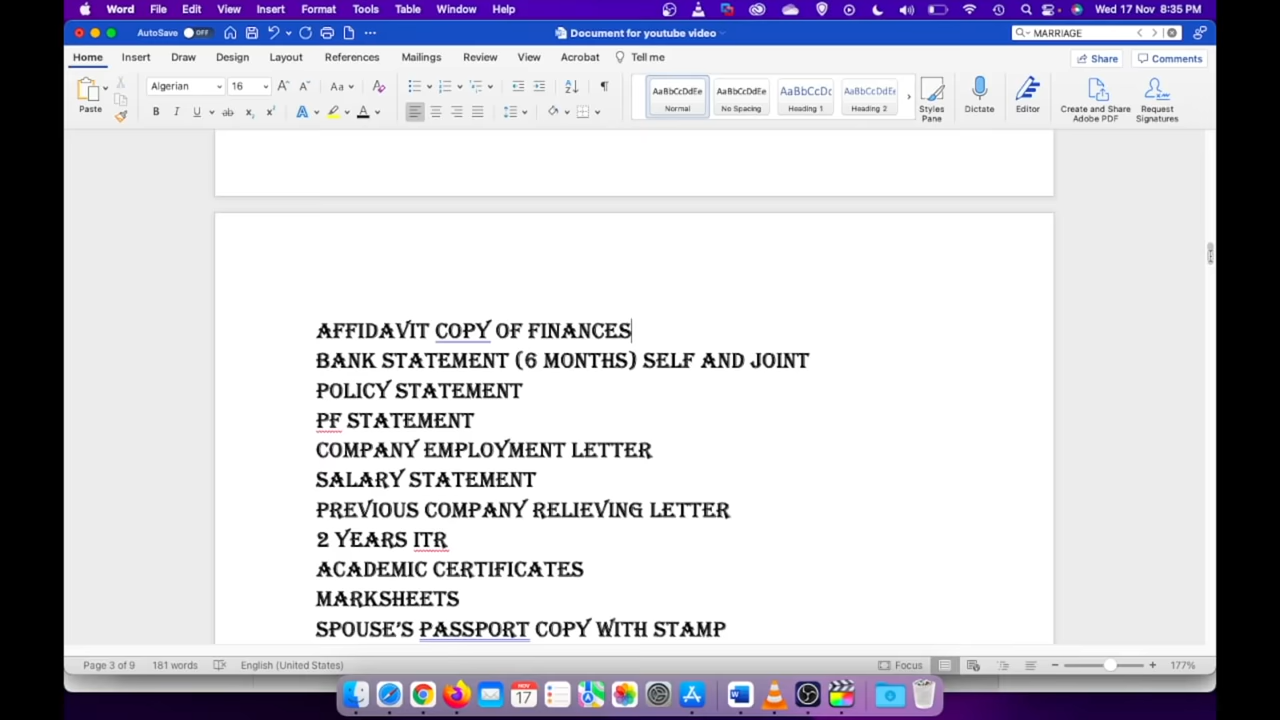 Word File Edit View Insert Format Tools Table Window Help Wed 17 Nov 8:35 PM
AutoSave OFF Document for youtube video MARRIAGE
Home Insert Draw Design Layout References Mailings Review View Acrobat Tell me Share Comments
Paste Algerian 16 Aa AaBbCcDdEe AaBbCcDdEe AaBbCcDc AaBbCcDdEe
Normal No Spacing Heading 1 Heading 2 Styles Pane Dictate Editor Create and Share Adobe PDF Request Signatures
AFFIDAVIT COPY OF FINANCES
BANK STATEMENT (6 MONTHS) SELF AND JOINT
POLICY STATEMENT
PF STATEMENT
COMPANY EMPLOYMENT LETTER
SALARY STATEMENT
PREVIOUS COMPANY RELIEVING LETTER
2 YEARS ITR
ACADEMIC CERTIFICATES
MARKSHEETS
SPOUSE'S PASSPORT COPY WITH STAMP
Page 3 of 9 181 words English (United States) Focus 177%
NOV 17